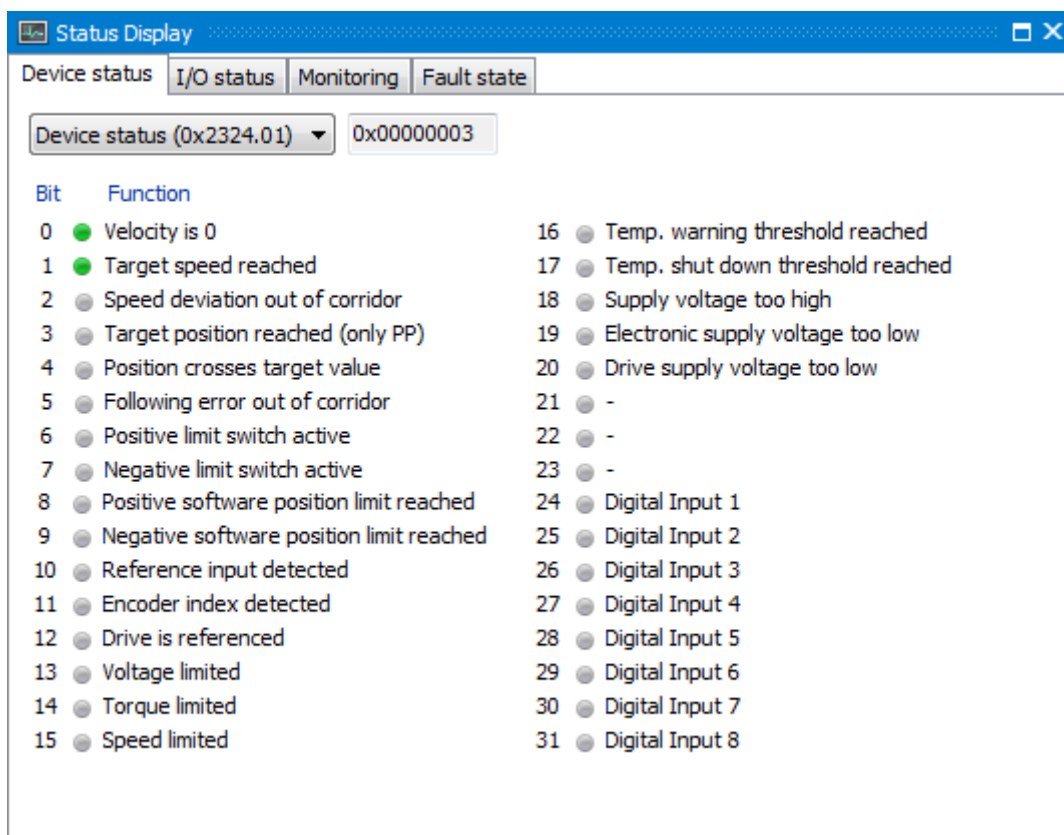 Status Display
Device status I/O status Monitoring Fault state
Device status (0x2324.01) 0x00000003
Bit Function
0 Velocity is 0
1 Target speed reached
2 Speed deviation out of corridor
3 Target position reached (only PP)
4 Position crosses target value
5 Following error out of corridor
6 Positive limit switch active
7 Negative limit switch active
8 Positive software position limit reached
9 Negative software position limit reached
10 Reference input detected
11 Encoder index detected
12 Drive is referenced
13 Voltage limited
14 Torque limited
15 Speed limited
16 Temp. warning threshold reached
17 Temp. shut down threshold reached
18 Supply voltage too high
19 Electronic supply voltage too low
20 Drive supply voltage too low
21 -
22 -
23 -
24 Digital Input 1
25 Digital Input 2
26 Digital Input 3
27 Digital Input 4
28 Digital Input 5
29 Digital Input 6
30 Digital Input 7
31 Digital Input 8